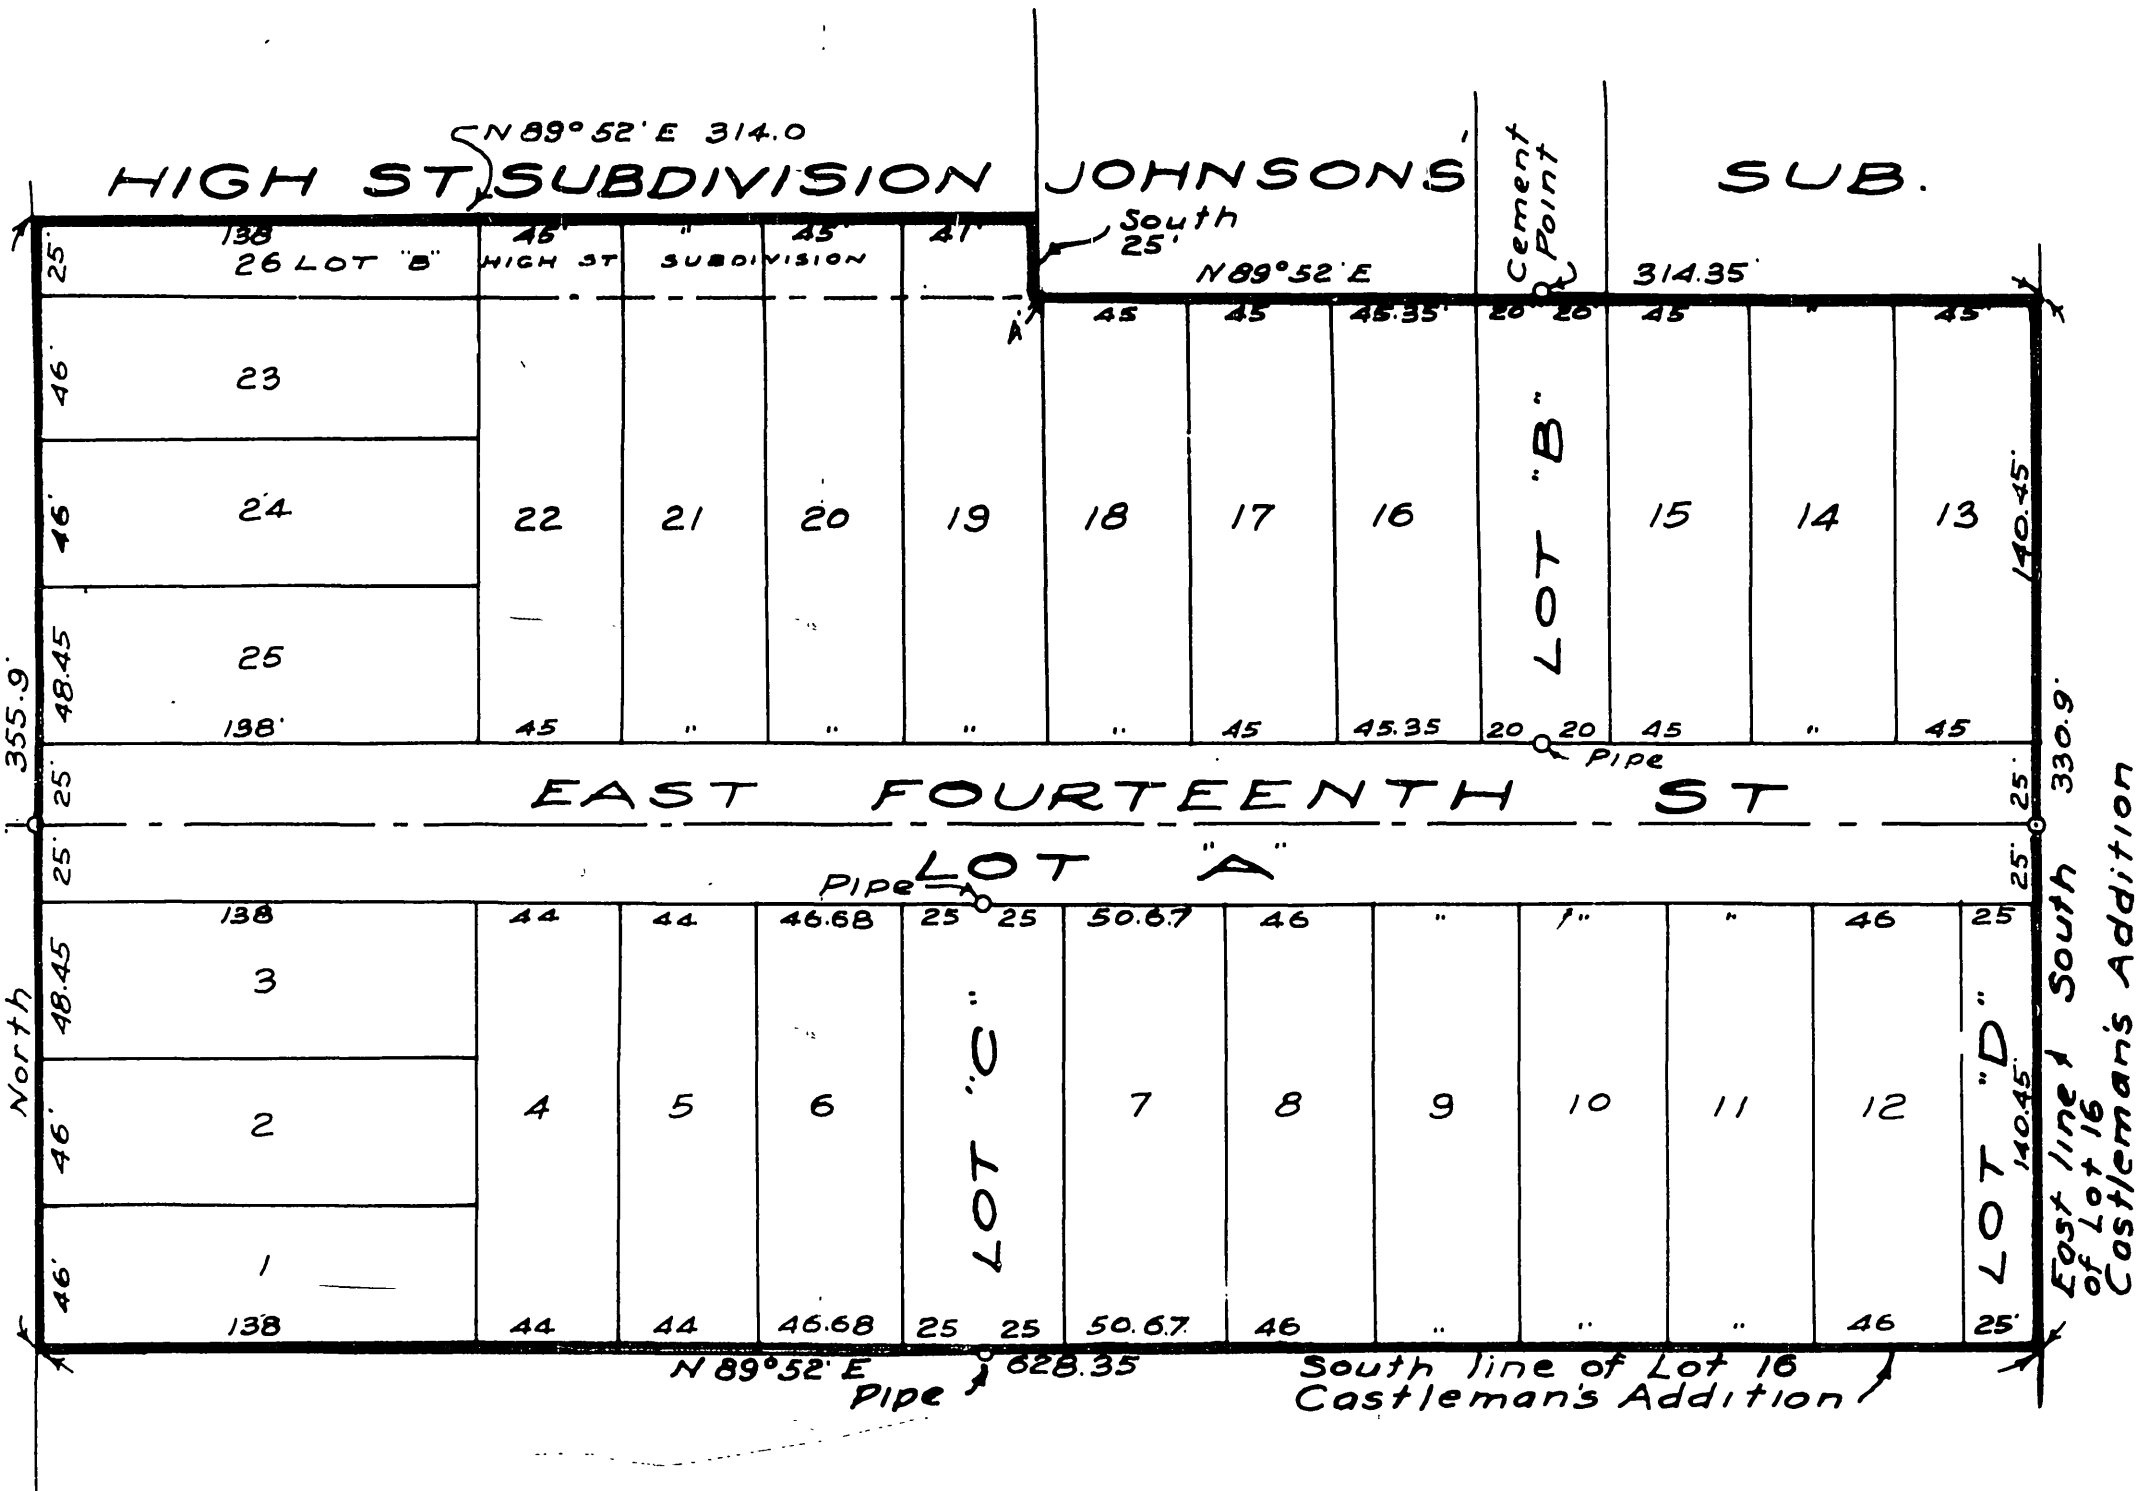 N 89° 52' E 314.0
HIGH ST. SUBDIVISION
JOHNSONS' SUB.
Cement Point
South
25'
N 89° 52' E 314.35'
138 45' " 45' 41'
25'
26 LOT "B" HIGH ST SUBDIVISION
A
45 45 45.35' 20 20' 45 " 45'
46'
23
46'
24
22 21 20 19 18 17 16 LOT "B" 15 14 13
140.45'
48.45
25
355.9'
North
138' 45 " " " " 45 45.35 20 20 45 " 45
Pipe
25'
EAST FOURTEENTH ST
25'
330.9'
25'
LOT "A"
25'
Pipe
138 44 44 46.68 25 25 50.67 46 " " " 46 25
48.45
3
46'
2
4 5 6 LOT "C" 7 8 9 10 11 12 LOT "D"
140.45'
46'
1
138 44 44 46.68 25 25 50.67 46 " " " 46 25'
N 89° 52' E 628.35
Pipe
South line of Lot 16
Castleman's Addition
East line South
of Lot 16
Castleman's Addition